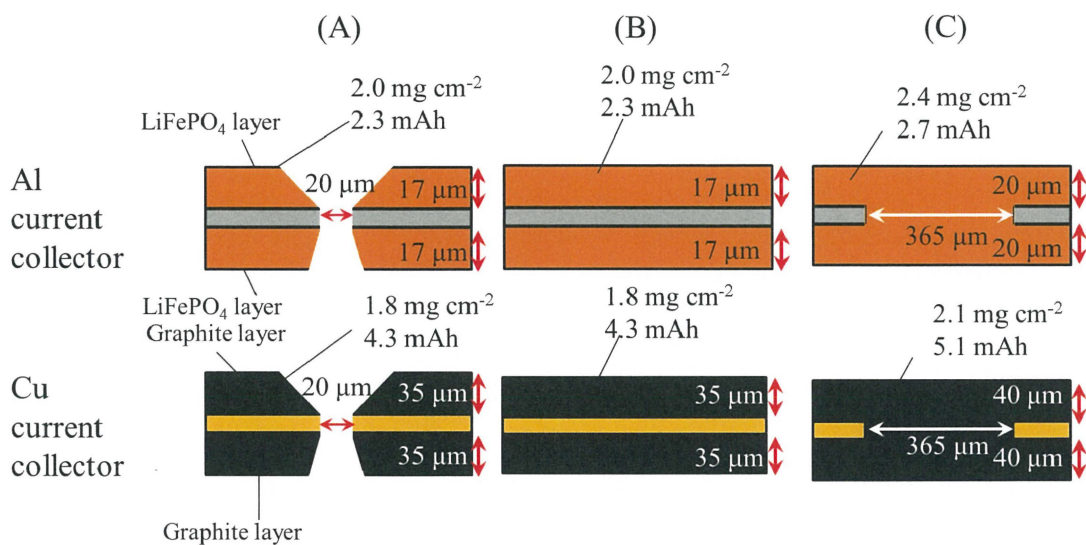 (A)
(B)
(C)
2.0 mg cm-2
2.3 mAh
2.0 mg cm-2
2.3 mAh
2.4 mg cm-2
2.7 mAh
LiFePO4 layer
Al
current
collector
20 μm
17 μm
17 μm
17 μm
17 μm
20 μm
365 μm
20 μm
LiFePO4 layer
Graphite layer
1.8 mg cm-2
4.3 mAh
1.8 mg cm-2
4.3 mAh
2.1 mg cm-2
5.1 mAh
Cu
current
collector
20 μm
35 μm
35 μm
35 μm
35 μm
40 μm
365 μm
40 μm
Graphite layer